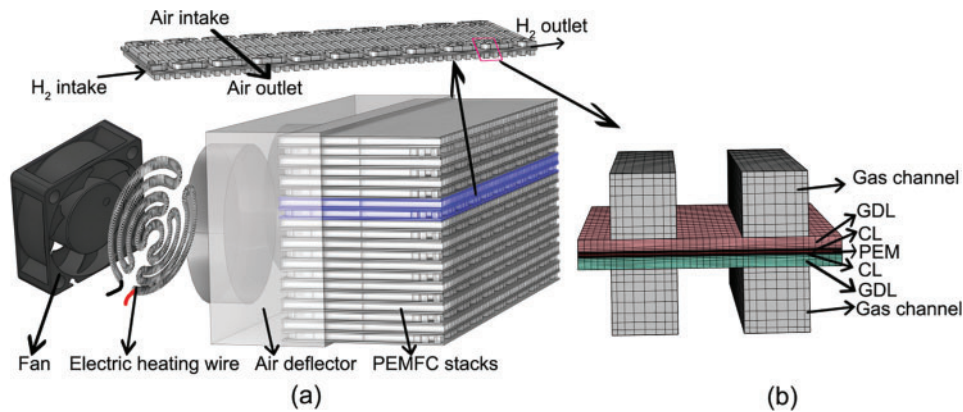 Air intake
H₂ outlet
H₂ intake
Air outlet
Gas channel
GDL
CL
PEM
CL
GDL
Gas channel
Fan
Electric heating wire
Air deflector
PEMFC stacks
(a)
(b)